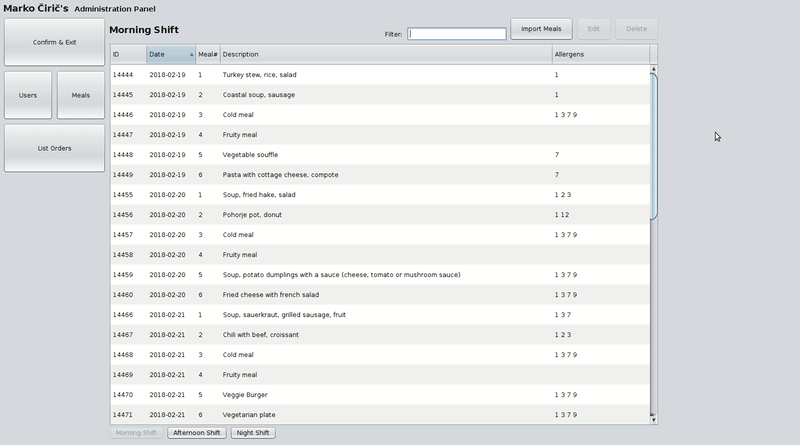 Marko Čirič's Administration Panel
Confirm & Exit
Users Meals
List Orders
Morning Shift
Filter: Import Meals Edit Delete
ID Date Meal# Description Allergens
14444 2018-02-19 1 Turkey stew, rice, salad 1
14445 2018-02-19 2 Coastal soup, sausage 1
14446 2018-02-19 3 Cold meal 1 3 7 9
14447 2018-02-19 4 Fruity meal
14448 2018-02-19 5 Vegetable souffle 7
14449 2018-02-19 6 Pasta with cottage cheese, compote 7
14455 2018-02-20 1 Soup, fried hake, salad 1 2 3
14456 2018-02-20 2 Pohorje pot, donut 1 12
14457 2018-02-20 3 Cold meal 1 3 7 9
14458 2018-02-20 4 Fruity meal
14459 2018-02-20 5 Soup, potato dumplings with a sauce (cheese, tomato or mushroom sauce) 1 3 7 9
14460 2018-02-20 6 Fried cheese with french salad 1 3 7 9
14466 2018-02-21 1 Soup, sauerkraut, grilled sausage, fruit 1 3 7
14467 2018-02-21 2 Chili with beef, croissant 1 2 3
14468 2018-02-21 3 Cold meal 1 3 7 9
14469 2018-02-21 4 Fruity meal
14470 2018-02-21 5 Veggie Burger 1 3 7 9
14471 2018-02-21 6 Vegetarian plate 1 3 7 9
Morning Shift Afternoon Shift Night Shift